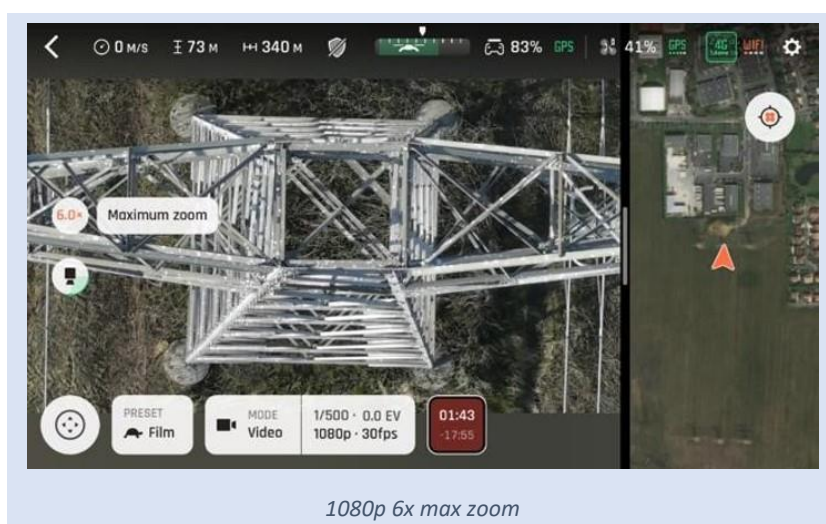 0 M/S 73 M 340 M 83% GPS 41% GPS 4G WIFI
6.0× Maximum zoom
PRESET
Film
MODE
Video
1/500 · 0.0 EV
1080p · 30fps
01:43
-17:55
1080p 6x max zoom